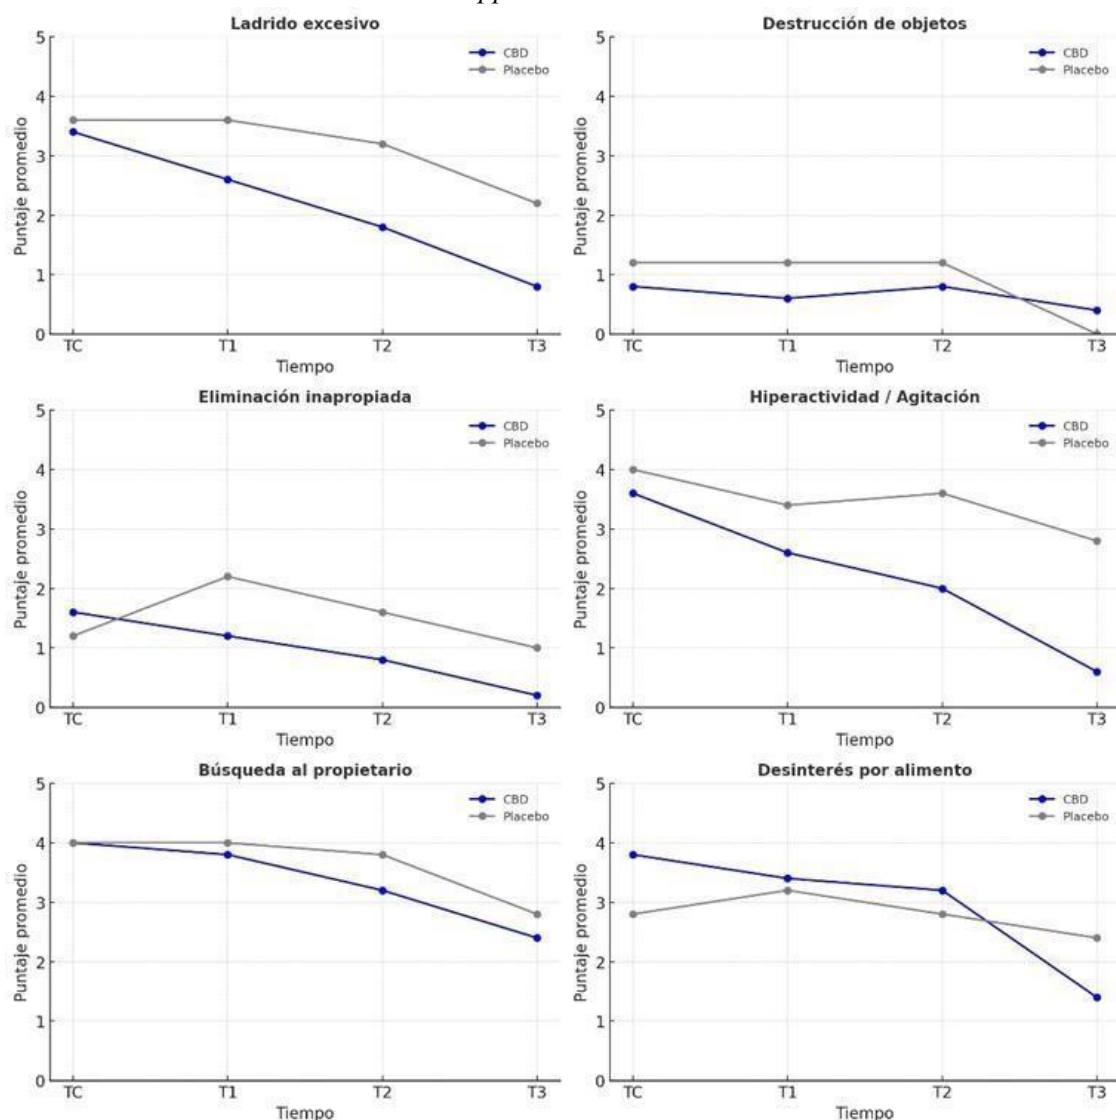 Ladrido excesivo
5
4
3
2
1
0
Puntaje promedio
CBD
Placebo
TC T1 T2 T3
Tiempo
Destrucción de objetos
5
4
3
2
1
0
Puntaje promedio
CBD
Placebo
TC T1 T2 T3
Tiempo
Eliminación inapropiada
5
4
3
2
1
0
Puntaje promedio
CBD
Placebo
TC T1 T2 T3
Tiempo
Hiperactividad / Agitación
5
4
3
2
1
0
Puntaje promedio
CBD
Placebo
TC T1 T2 T3
Tiempo
Búsqueda al propietario
5
4
3
2
1
0
Puntaje promedio
CBD
Placebo
TC T1 T2 T3
Tiempo
Desinterés por alimento
5
4
3
2
1
0
Puntaje promedio
CBD
Placebo
TC T1 T2 T3
Tiempo